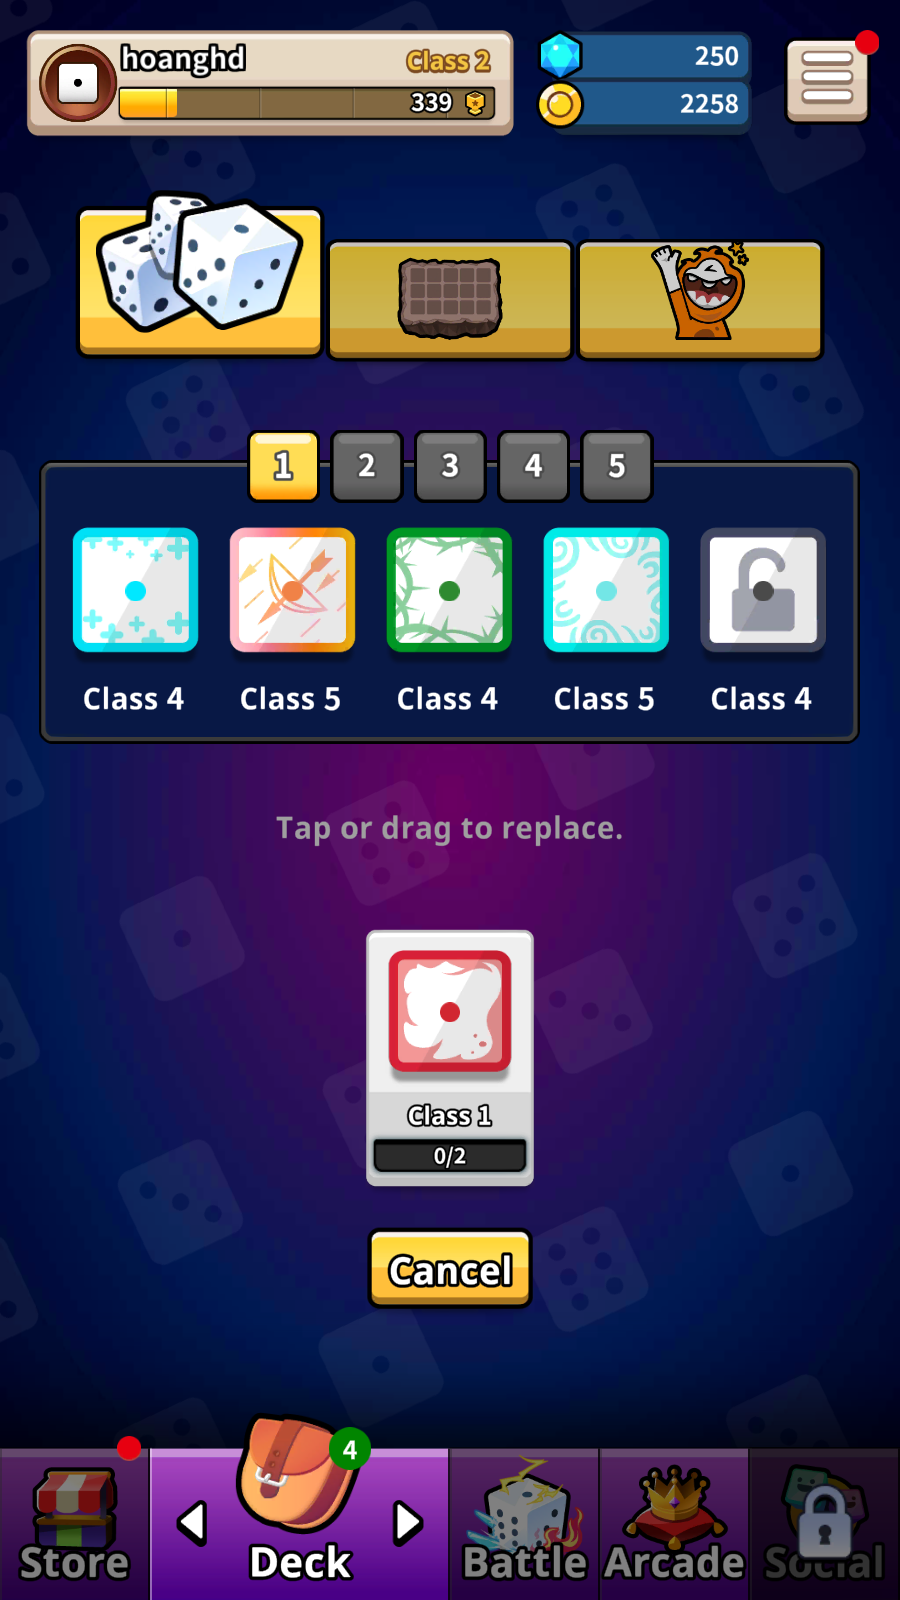 hoanghd
Class 2
339
250
2258
1 2 3 4 5
Class 4 Class 5 Class 4 Class 5 Class 4
Tap or drag to replace.
Class 1
0/2
Cancel
4
Store Deck Battle Arcade Social